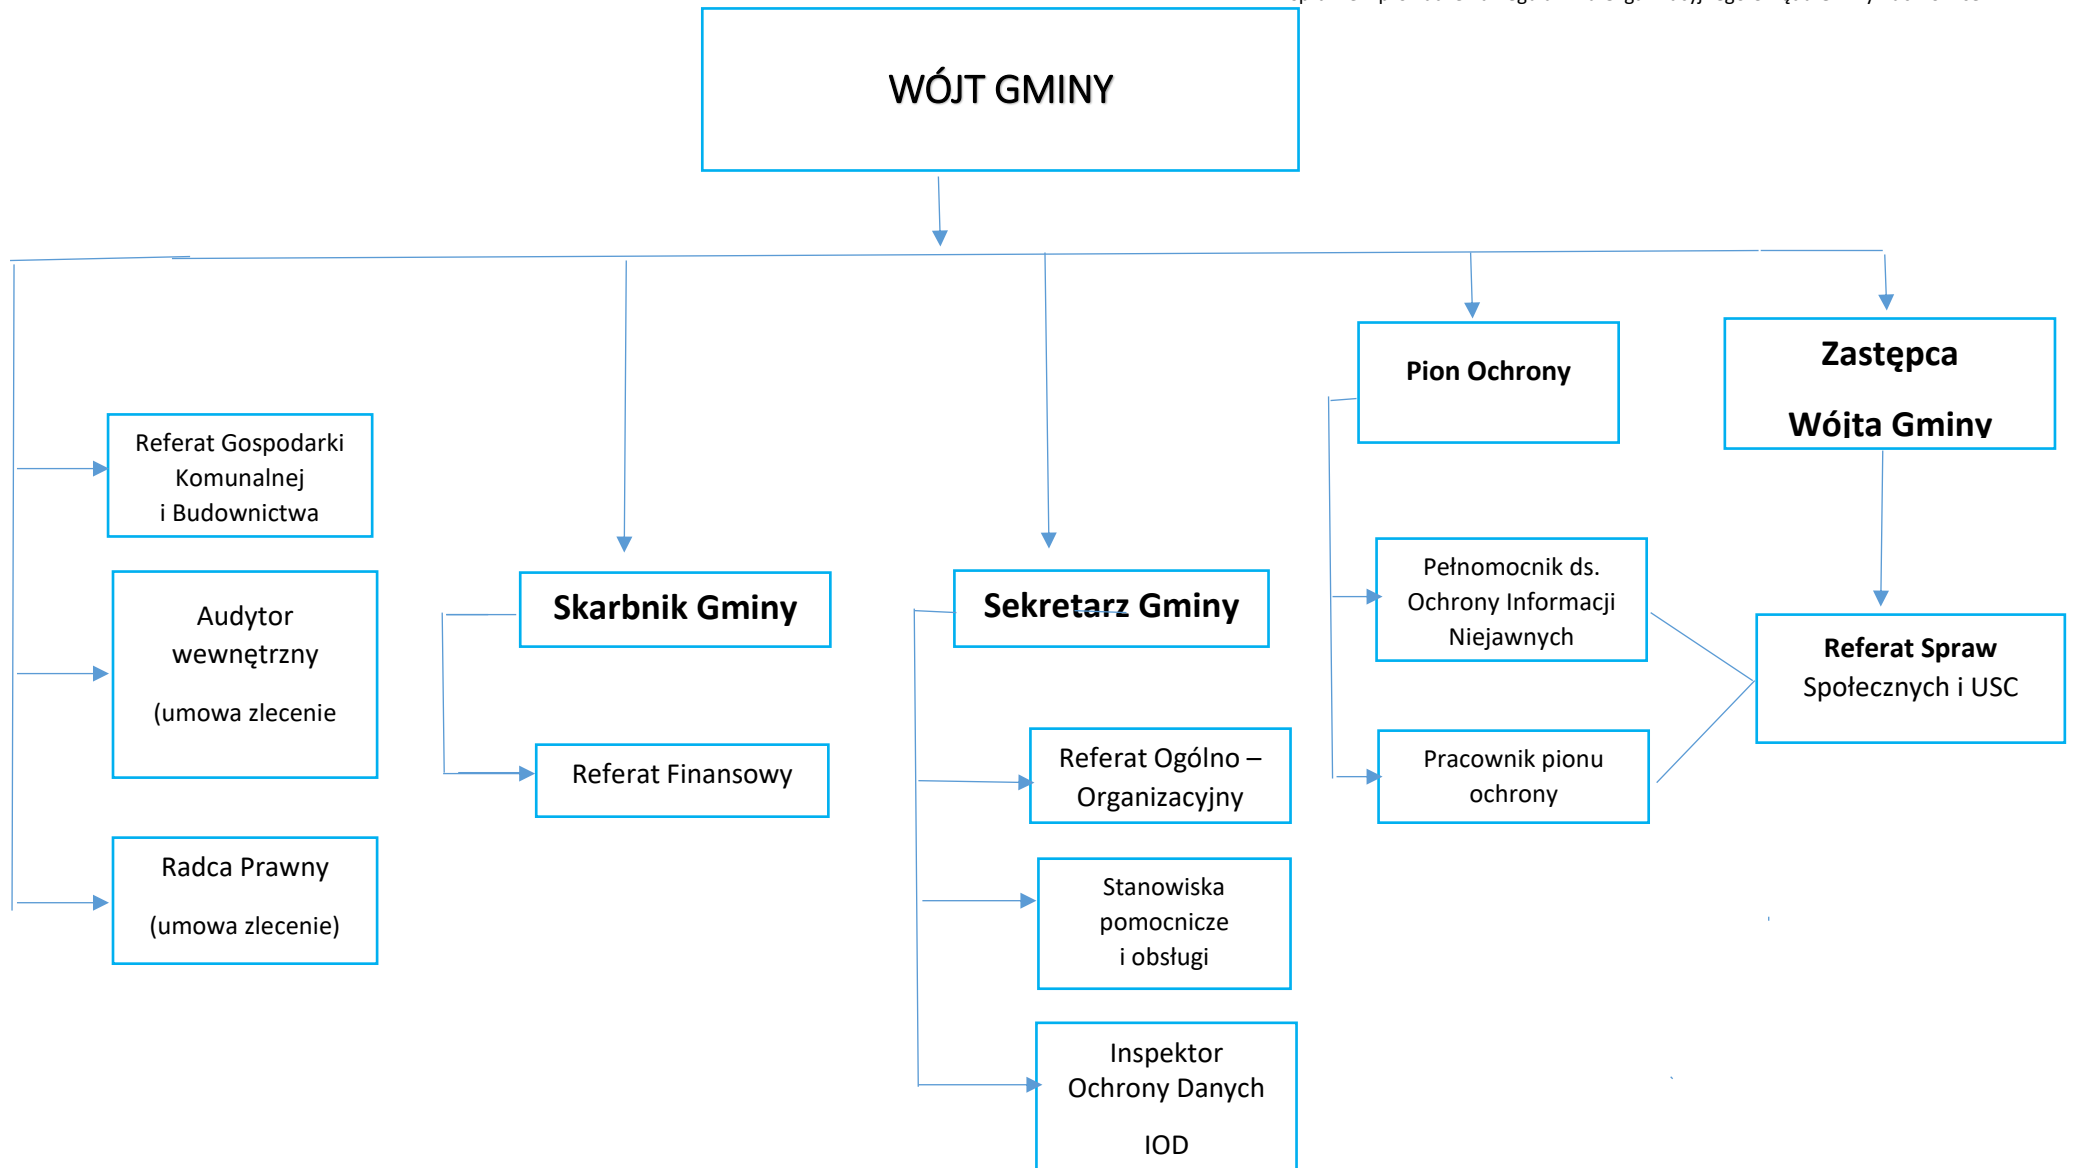 WÓJT GMINY
Pion Ochrony
Zastępca
Wójta Gminy
Referat Gospodarki
Komunalnej
i Budownictwa
Audytor
wewnętrzny
(umowa zlecenie
Radca Prawny
(umowa zlecenie)
Skarbnik Gminy
Referat Finansowy
Sekretarz Gminy
Referat Ogólno –
Organizacyjny
Stanowiska
pomocnicze
i obsługi
Inspektor
Ochrony Danych
IOD
Pełnomocnik ds.
Ochrony Informacji
Niejawnych
Pracownik pionu
ochrony
Referat Spraw
Społecznych i USC